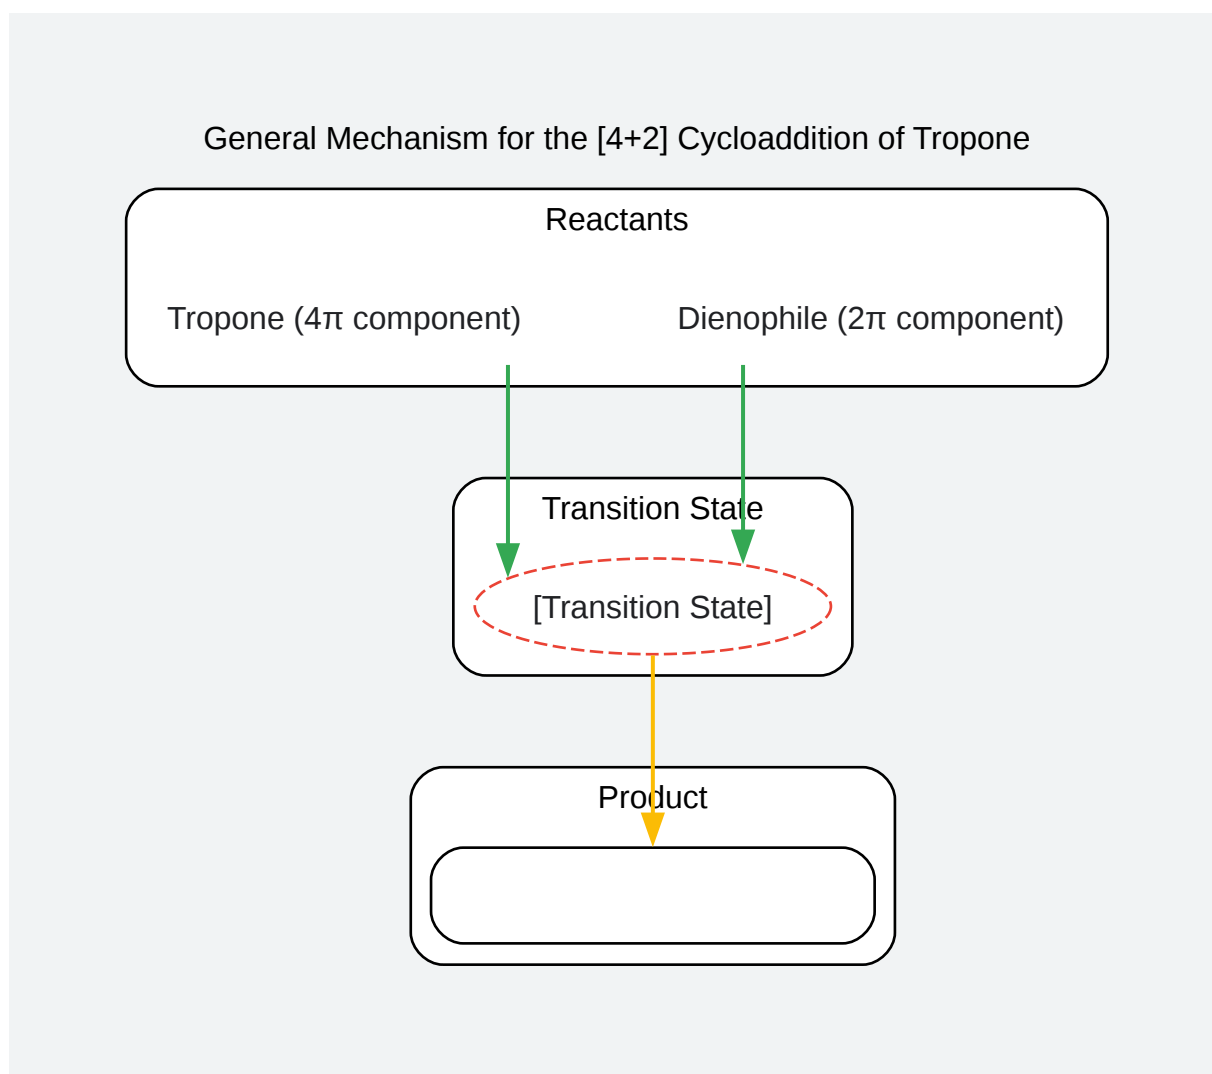 General Mechanism for the [4+2] Cycloaddition of Tropone
Reactants
Tropone (4π component)
Dienophile (2π component)
Transition State
[Transition State]
Product